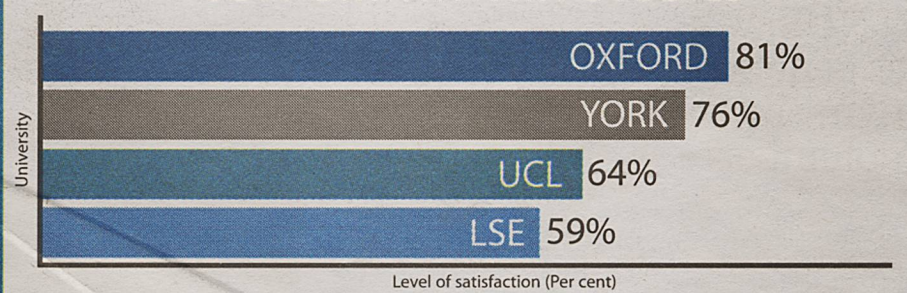 University
OXFORD 81%
YORK 76%
UCL 64%
LSE 59%
Level of satisfaction (Per cent)